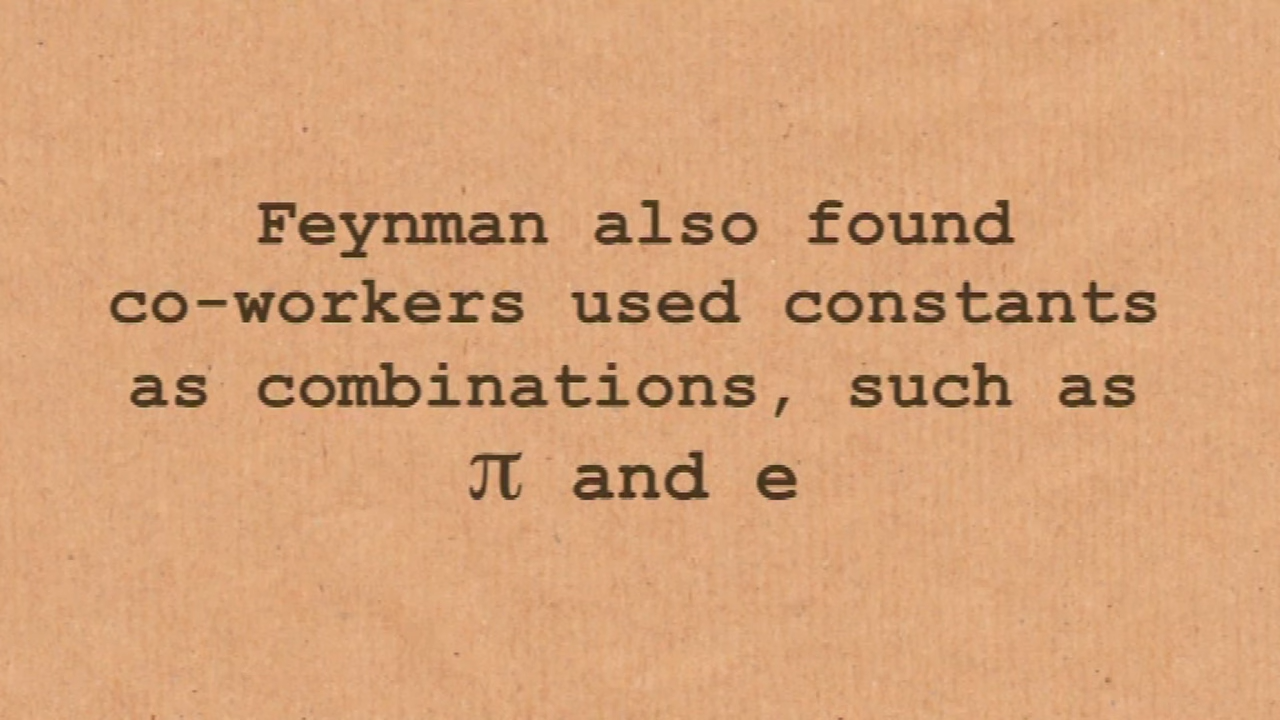 Feynman also found
co-workers used constants
as combinations, such as
π and e